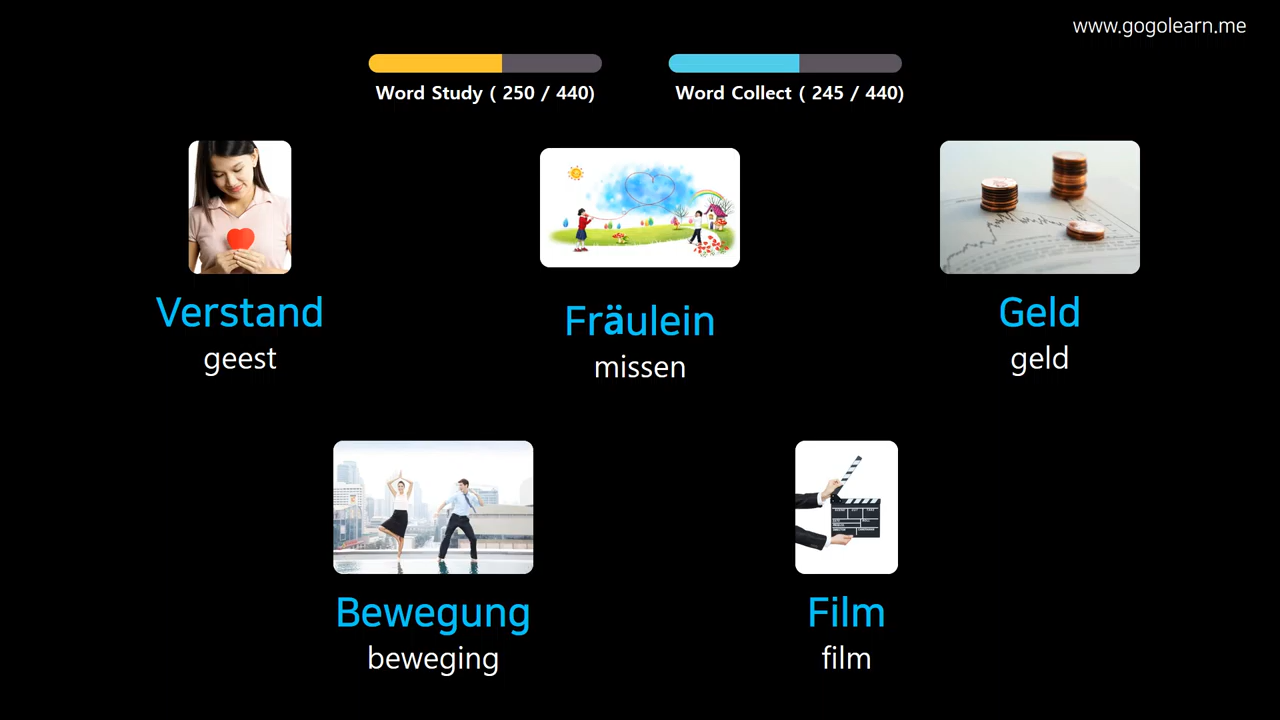 www.gogolearn.me
Word Study ( 250 / 440)
Word Collect ( 245 / 440)
Verstand
geest
Fräulein
missen
Geld
geld
Bewegung
beweging
Film
film